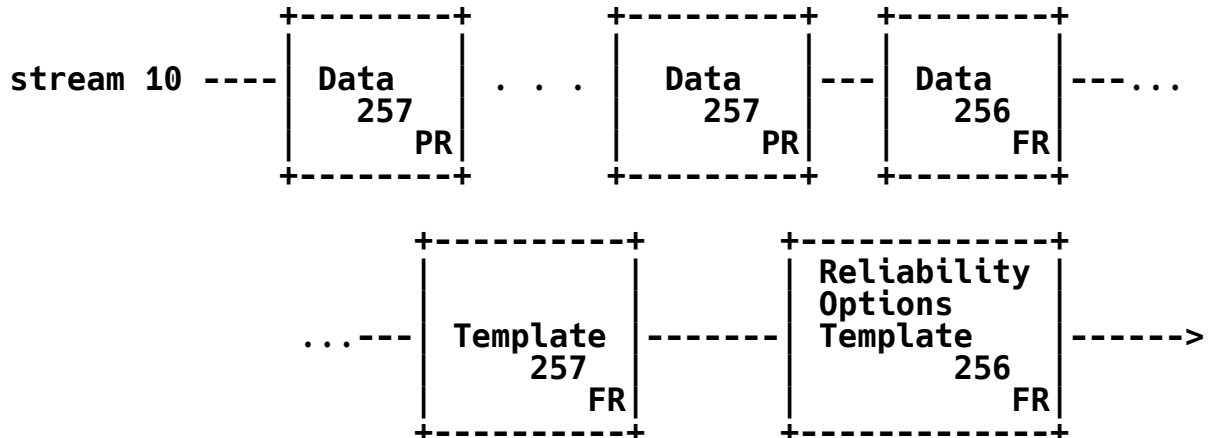 +--------+ +---------+ +--------+
| | | | | |
stream 10 ----| Data | . . . | Data |---| Data |---...
| 257 | | 257 | | 256 |
| PR| | PR| | FR|
+--------+ +---------+ +--------+
+----------+ +-------------+
| | | Reliability |
| | | Options |
...---| Template |-------| Template |------>
| 257 | | 256 |
| FR| | FR|
+----------+ +-------------+